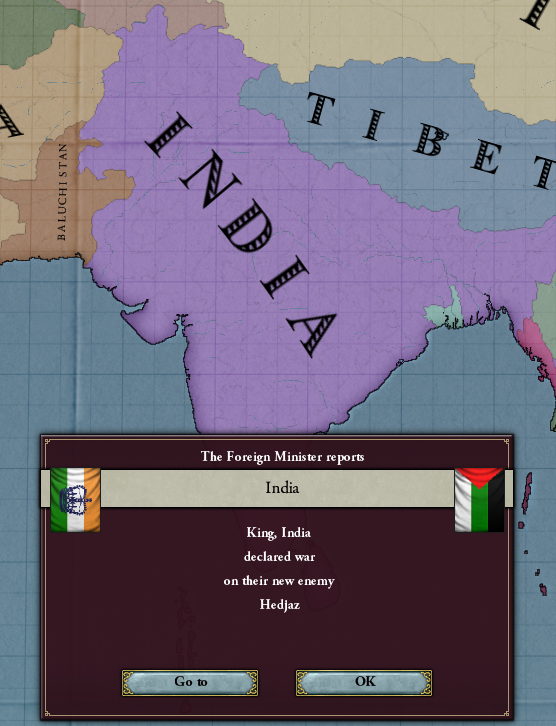 INDIA
TIBET
BALUCHISTAN
The Foreign Minister reports
India
King, India
declared war
on their new enemy
Hedjaz
Go to
OK